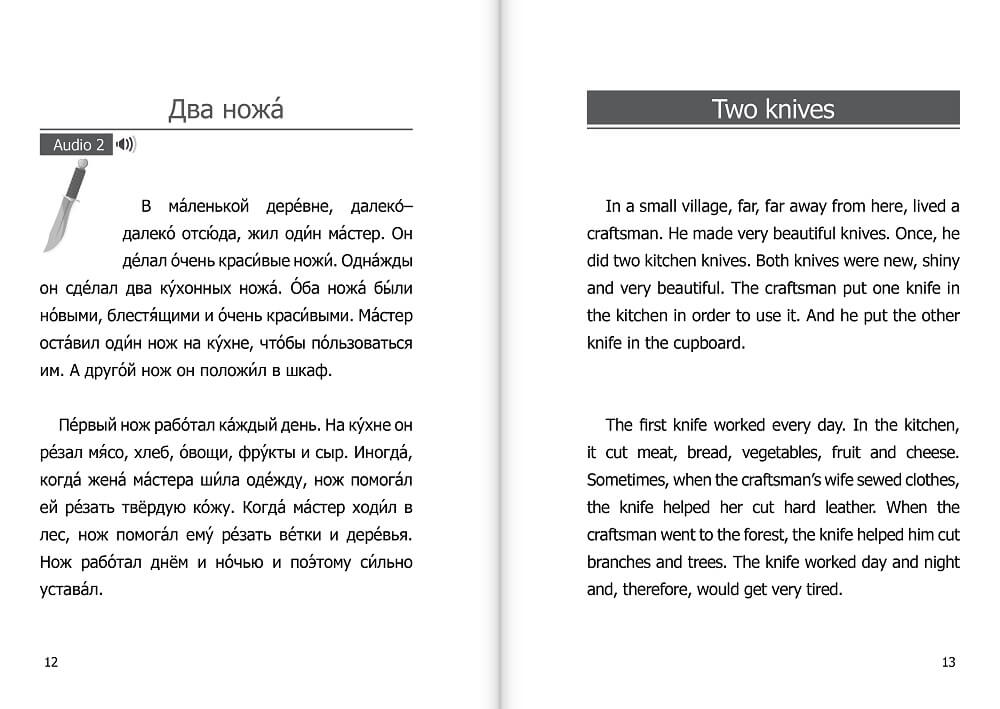 Два ножа́
Audio 2
В ма́ленькой дере́вне, далеко́–
далеко́ отсю́да, жил оди́н ма́стер. Он
де́лал о́чень краси́вые ножи́. Одна́жды
он сде́лал два ку́хонных ножа́. О́ба ножа́ бы́ли
но́выми, блестя́щими и о́чень краси́выми. Ма́стер
оста́вил оди́н нож на ку́хне, что́бы по́льзоваться
им. А друго́й нож он положи́л в шкаф.
Пе́рвый нож рабо́тал ка́ждый день. На ку́хне он
ре́зал мя́со, хлеб, о́вощи, фру́кты и сыр. Иногда́,
когда́ жена́ ма́стера ши́ла оде́жду, нож помога́л
ей ре́зать твёрдую ко́жу. Когда́ ма́стер ходи́л в
лес, нож помога́л ему́ ре́зать ве́тки и дере́вья.
Нож рабо́тал днём и но́чью и поэ́тому си́льно
устава́л.
12
Two knives
In a small village, far, far away from here, lived a
craftsman. He made very beautiful knives. Once, he
did two kitchen knives. Both knives were new, shiny
and very beautiful. The craftsman put one knife in
the kitchen in order to use it. And he put the other
knife in the cupboard.
The first knife worked every day. In the kitchen,
it cut meat, bread, vegetables, fruit and cheese.
Sometimes, when the craftsman’s wife sewed clothes,
the knife helped her cut hard leather. When the
craftsman went to the forest, the knife helped him cut
branches and trees. The knife worked day and night
and, therefore, would get very tired.
13